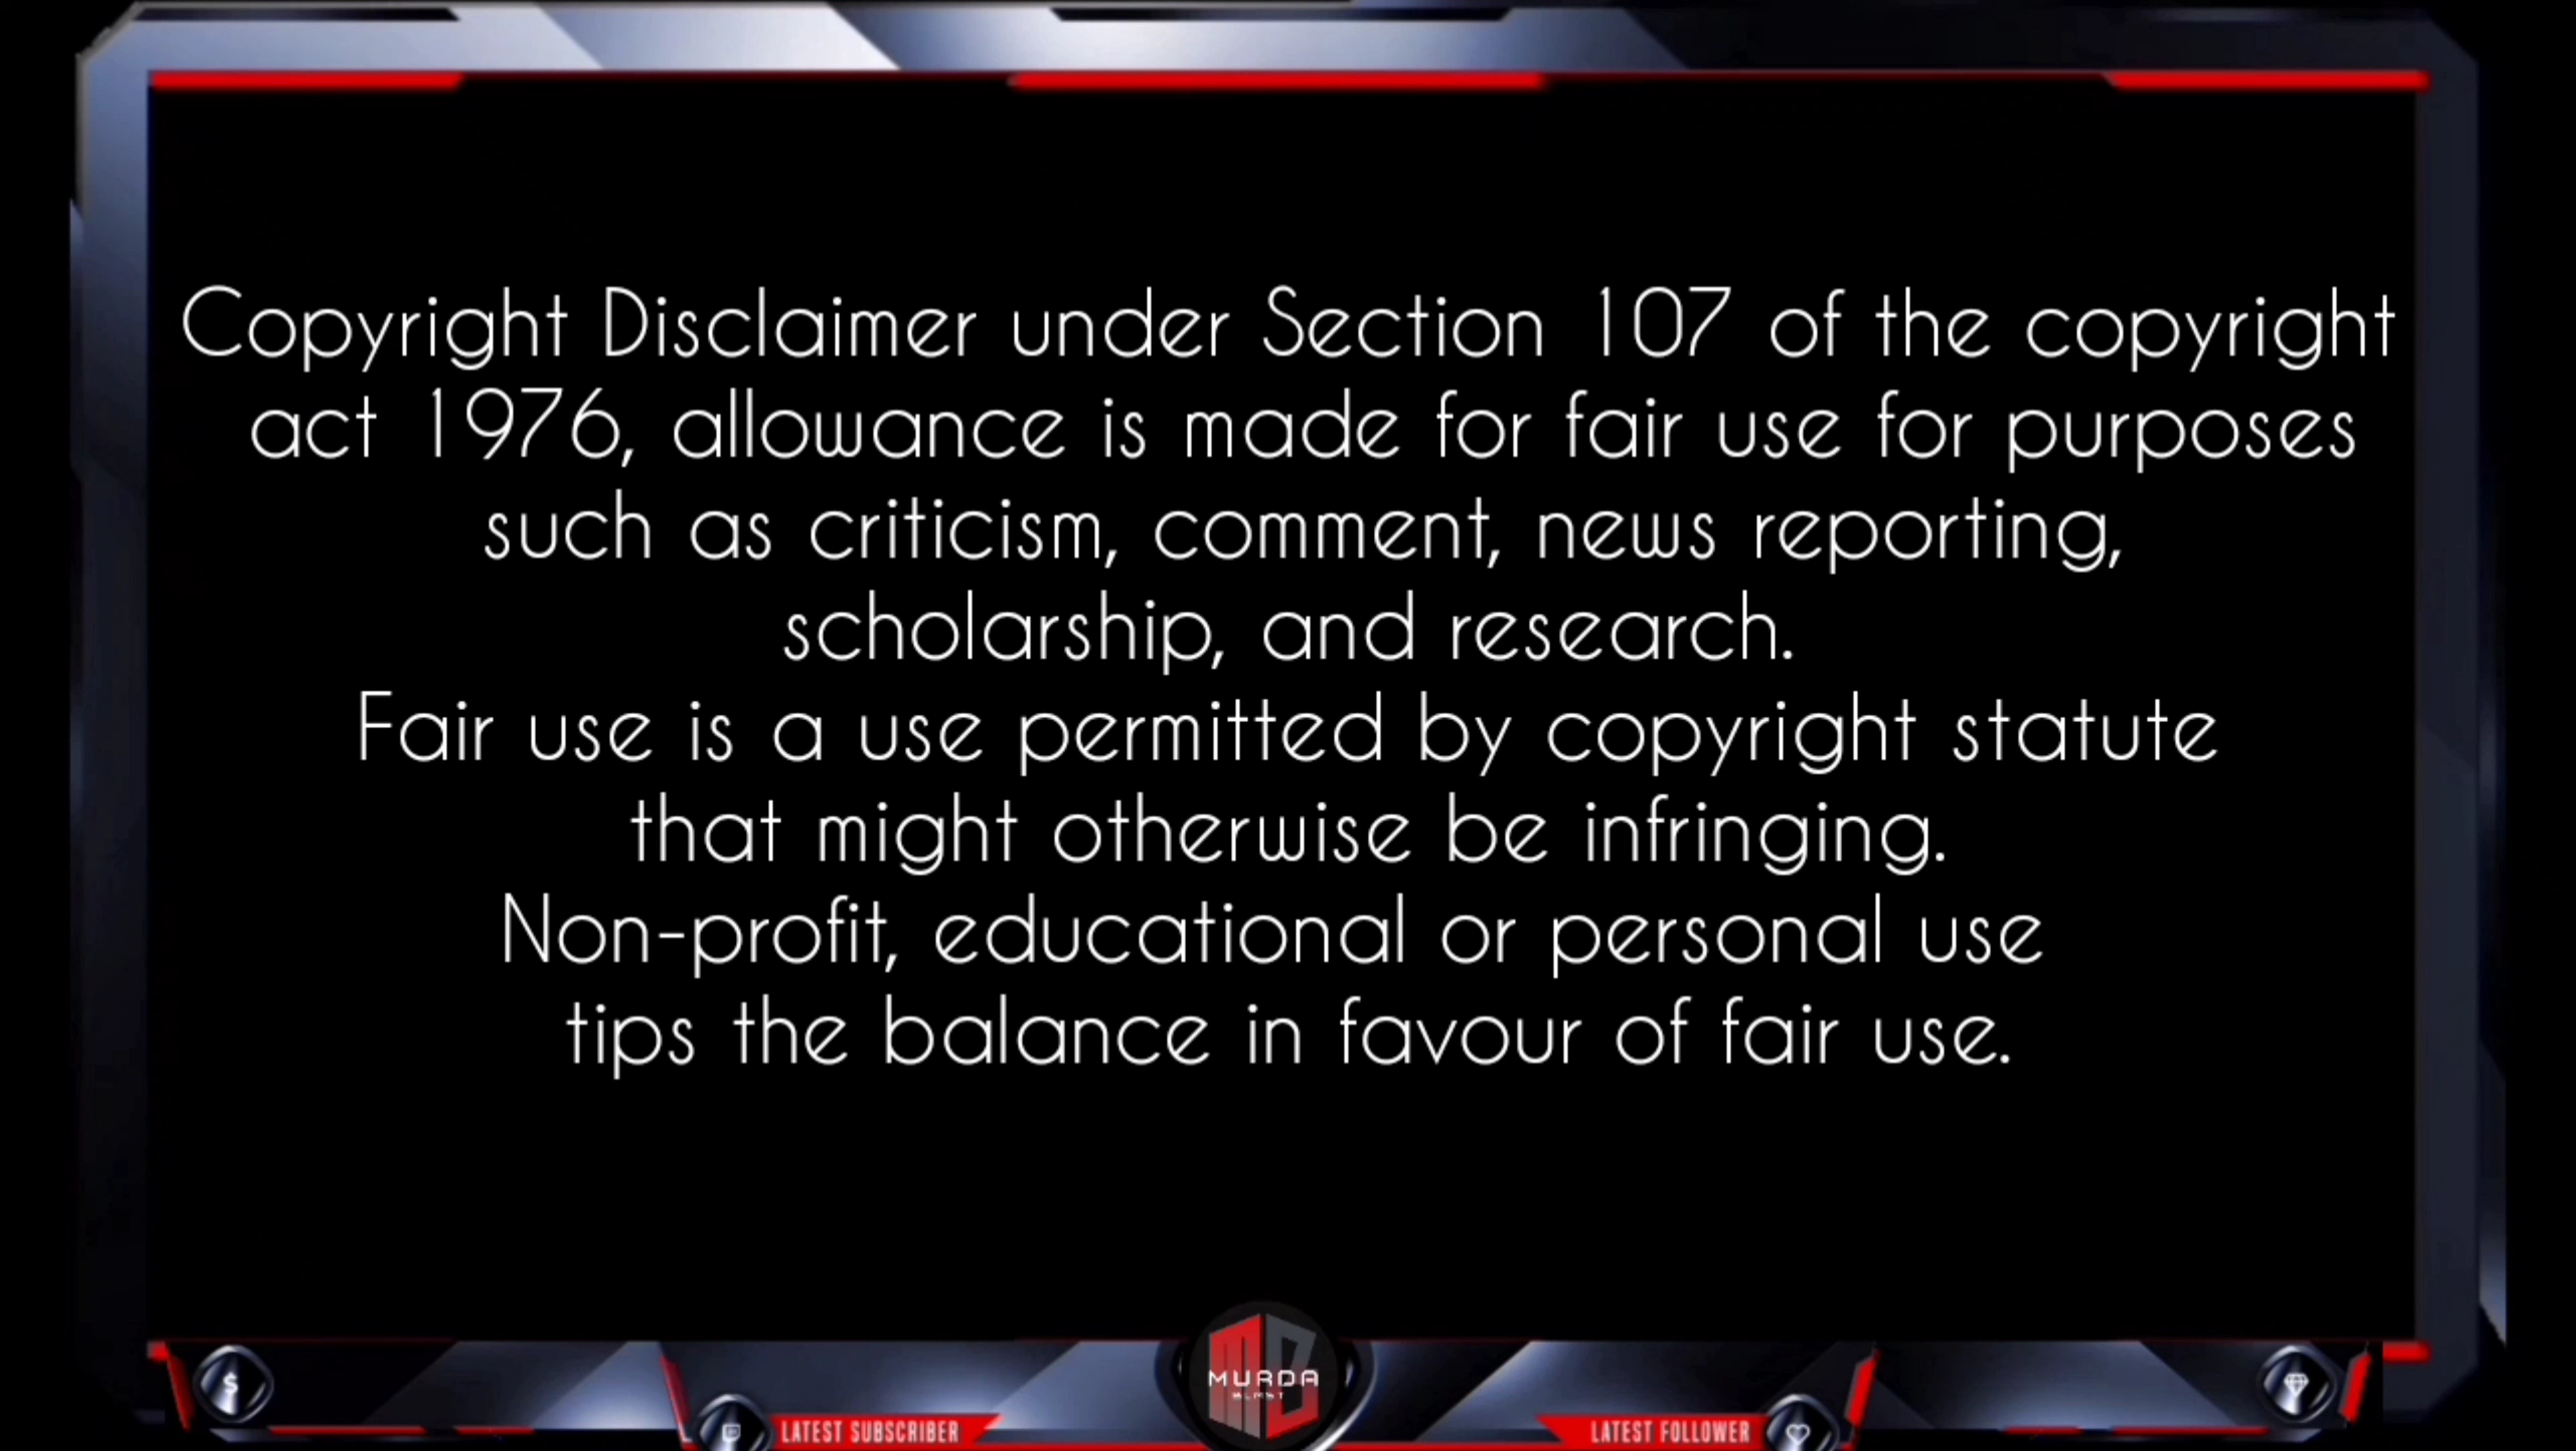 Copyright Disclaimer under Section 107 of the copyright
act 1976, allowance is made for fair use for purposes
such as criticism, comment, news reporting,
scholarship, and research.
Fair use is a use permitted by copyright statute
that might otherwise be infringing.
Non-profit, educational or personal use
tips the balance in favour of fair use.
MURDA
LATEST SUBSCRIBER
LATEST FOLLOWER